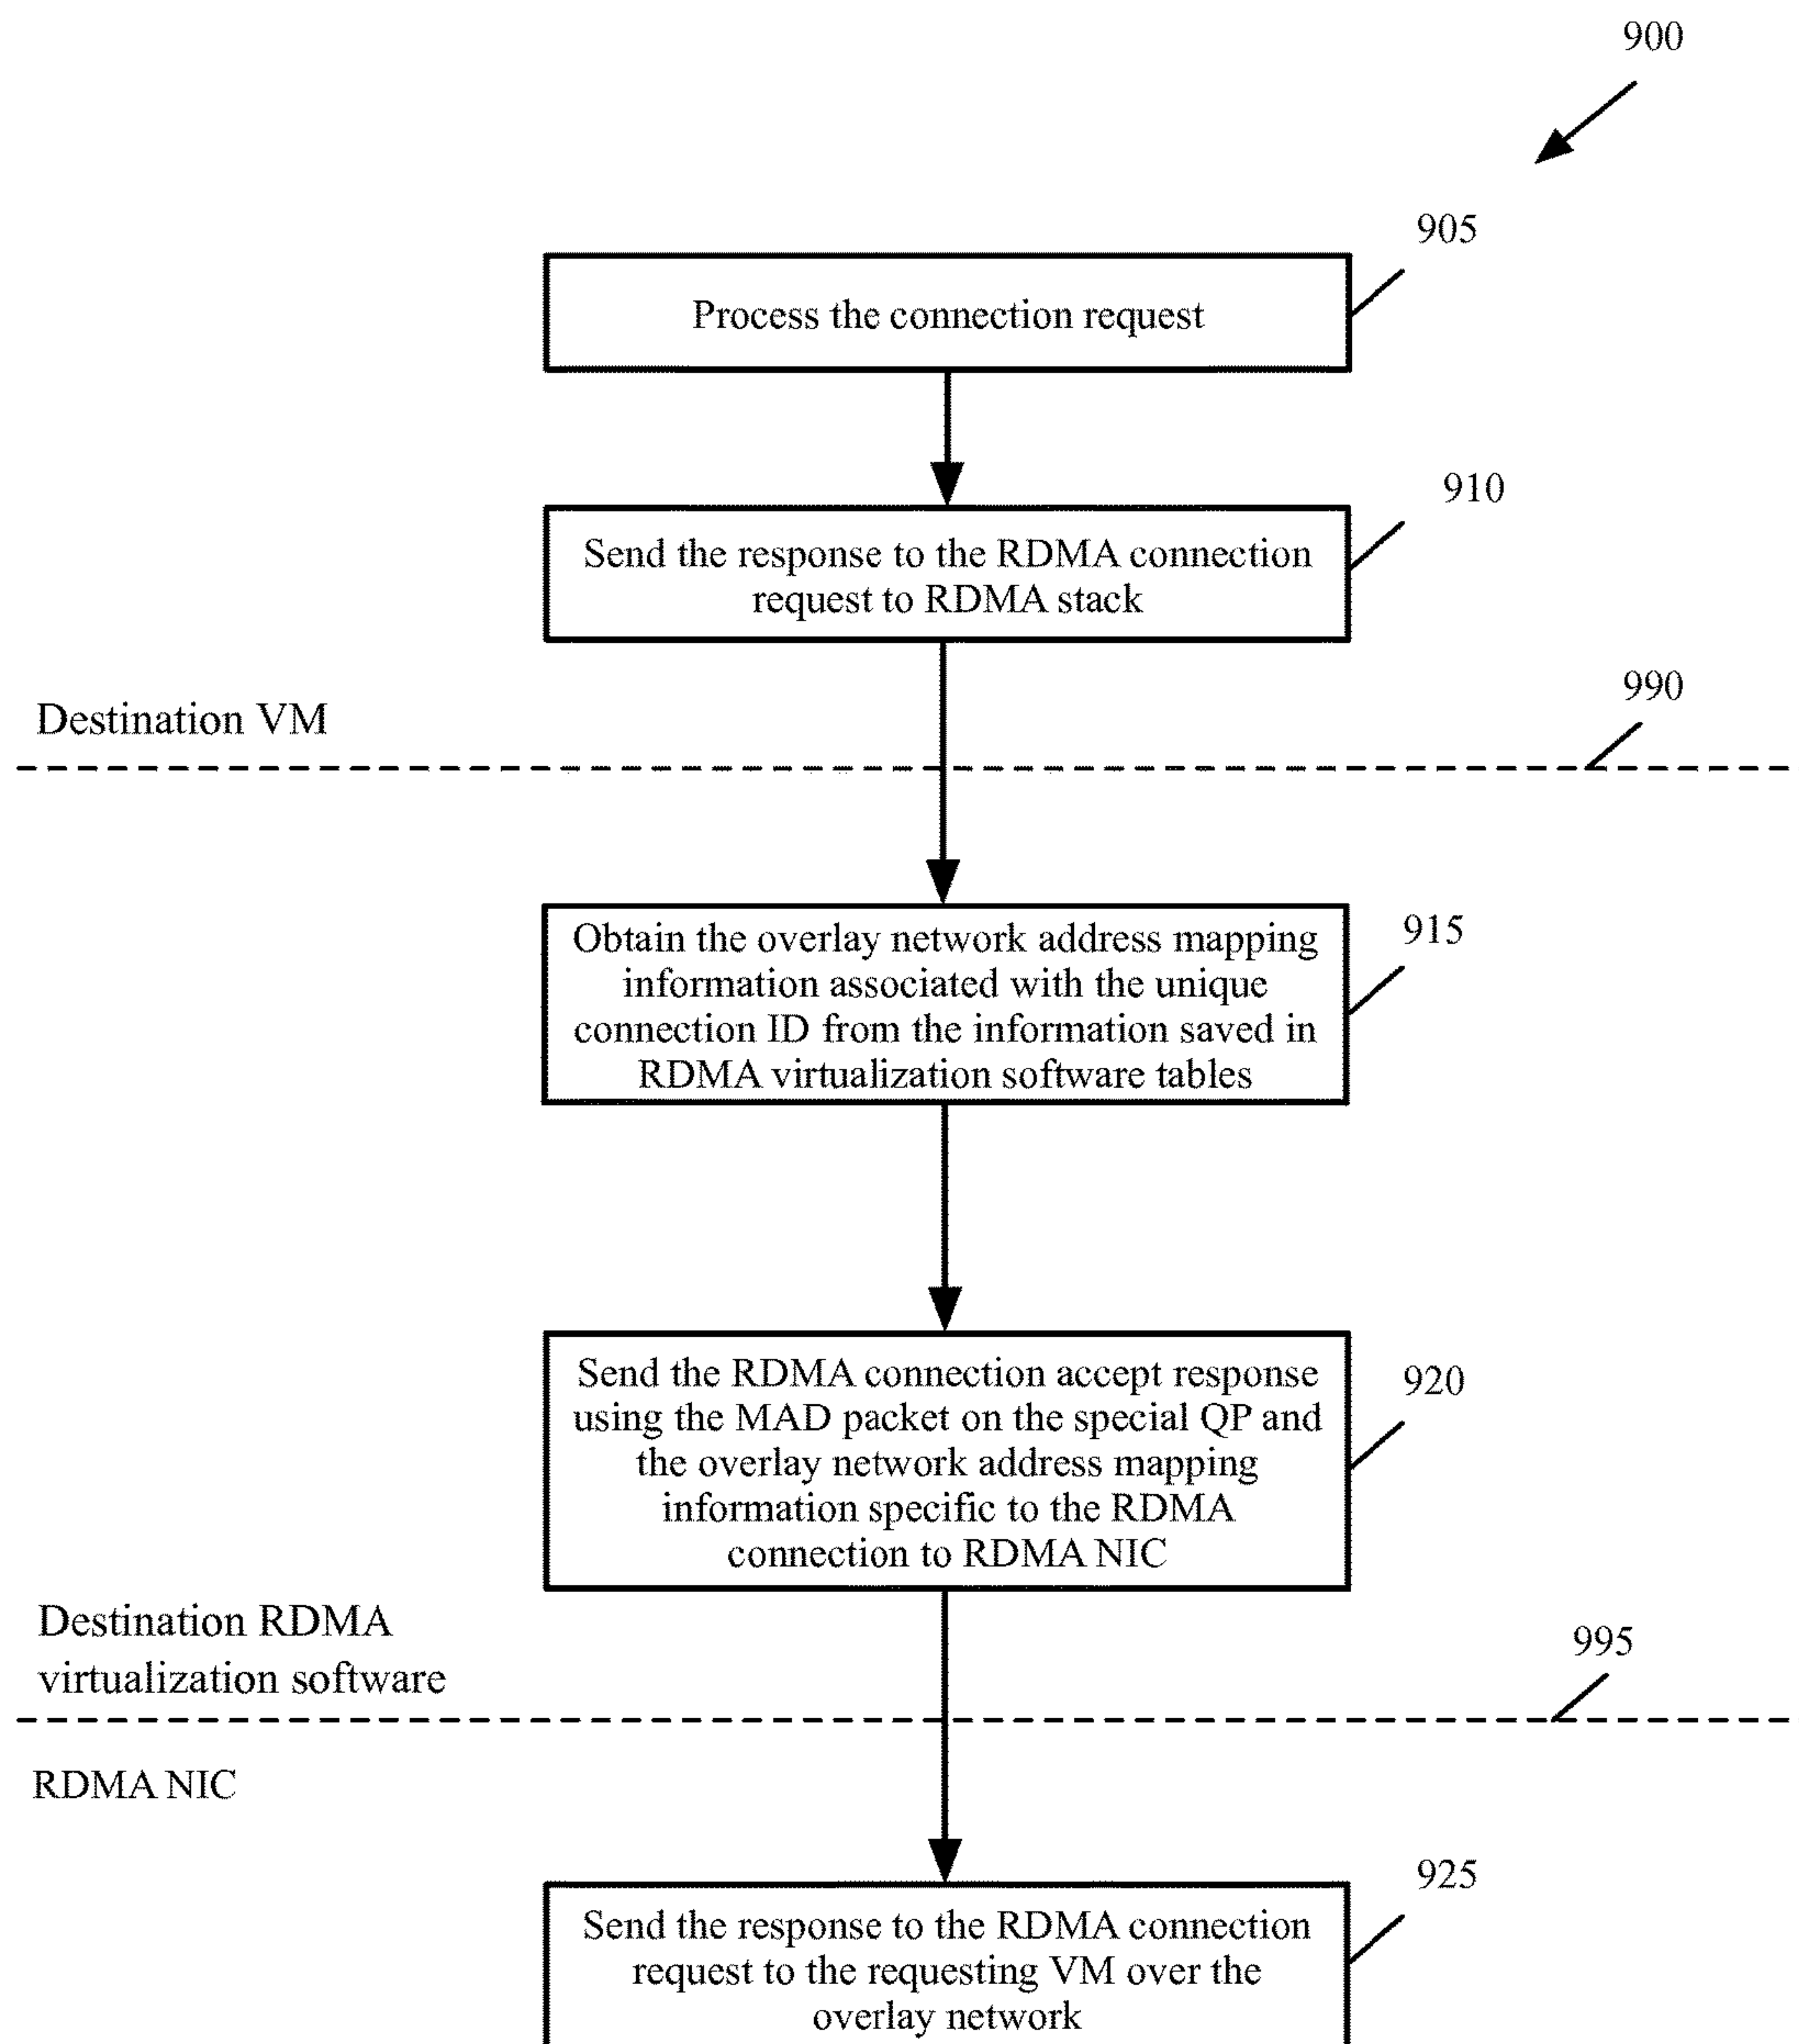 900
905
Process the connection request
910
Send the response to the RDMA connection
request to RDMA stack
990
Destination VM
915
Obtain the overlay network address mapping
information associated with the unique
connection ID from the information saved in
RDMA virtualization software tables
920
Send the RDMA connection accept response
using the MAD packet on the special QP and
the overlay network address mapping
information specific to the RDMA
connection to RDMA NIC
Destination RDMA
virtualization software
995
RDMA NIC
925
Send the response to the RDMA connection
request to the requesting VM over the
overlay network